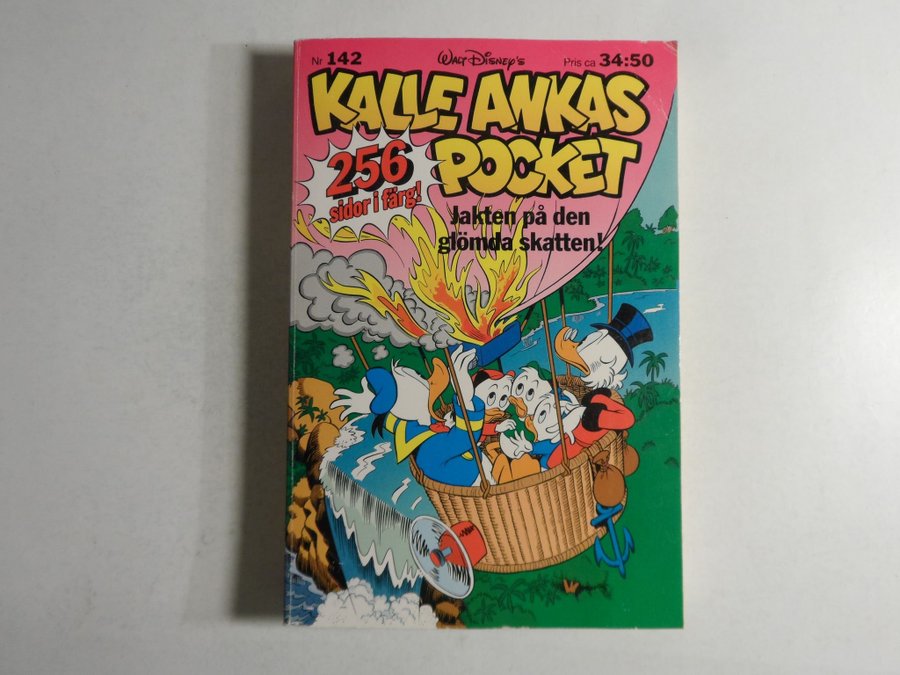 Nr 142
WALT DISNEY'S
Pris ca 34:50
KALLE ANKAS
POCKET
256
sidor i färg!
Jakten på den
glömda skatten!